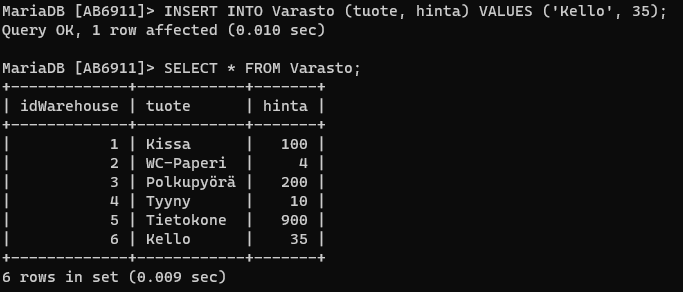 MariaDB [AB6911]> INSERT INTO Varasto (tuote, hinta) VALUES ('Kello', 35);
Query OK, 1 row affected (0.010 sec)

MariaDB [AB6911]> SELECT * FROM Varasto;
+-------------+------------+-------+
| idWarehouse | tuote      | hinta |
+-------------+------------+-------+
|           1 | Kissa      |   100 |
|           2 | WC-Paperi  |     4 |
|           3 | Polkupyörä |   200 |
|           4 | Tyyny      |    10 |
|           5 | Tietokone  |   900 |
|           6 | Kello      |    35 |
+-------------+------------+-------+
6 rows in set (0.009 sec)